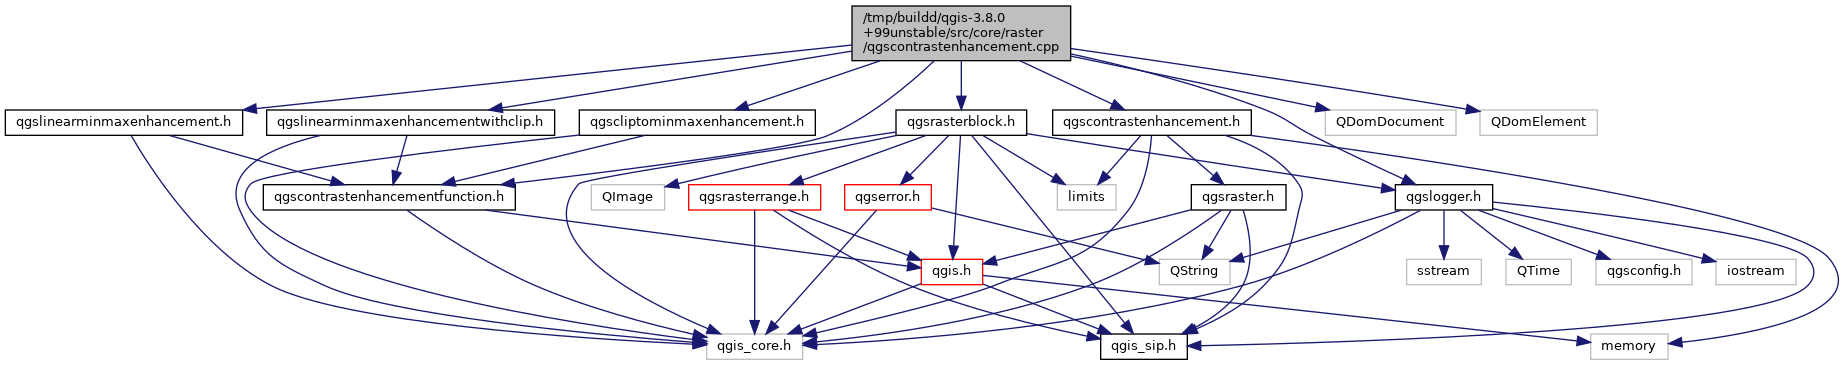 /tmp/buildd/qgis-3.8.0
+99unstable/src/core/raster
/qgscontrastenhancement.cpp
qgslinearminmaxenhancement.h
qgslinearminmaxenhancementwithclip.h
qgscliptominmaxenhancement.h
qgsrasterblock.h
qgscontrastenhancement.h
QDomDocument
QDomElement
qgscontrastenhancementfunction.h
QImage
qgsrasterrange.h
qgserror.h
limits
qgsraster.h
qgslogger.h
qgis.h
QString
sstream
QTime
qgsconfig.h
iostream
qgis_core.h
qgis_sip.h
memory